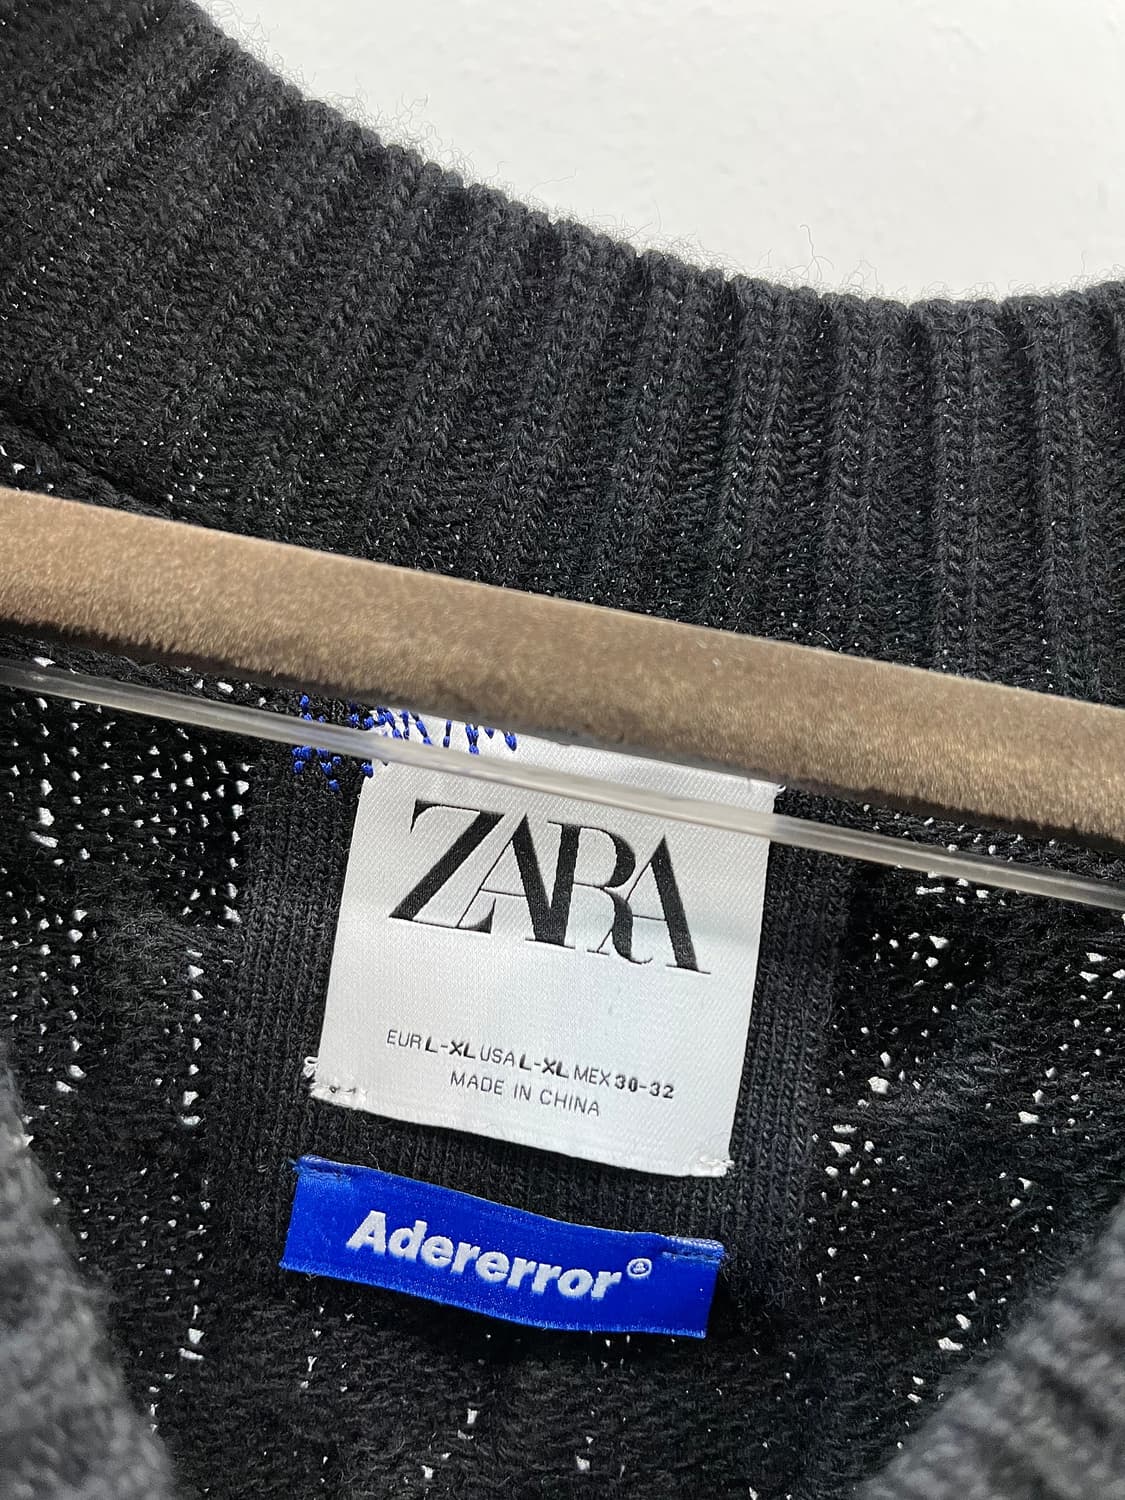 ZARA
EUR L-XL USA L-XL MEX 30-32
MADE IN CHINA
Adererror®